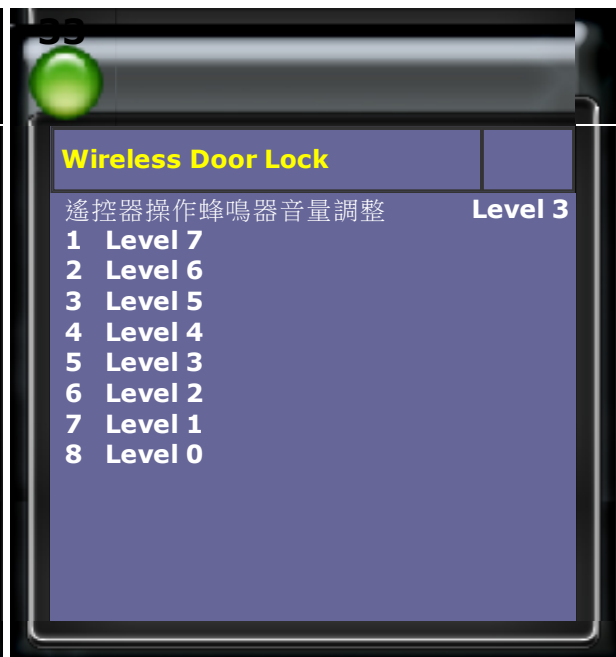 33
Wireless Door Lock
遙控器操作蜂鳴器音量調整 Level 3
1 Level 7
2 Level 6
3 Level 5
4 Level 4
5 Level 3
6 Level 2
7 Level 1
8 Level 0